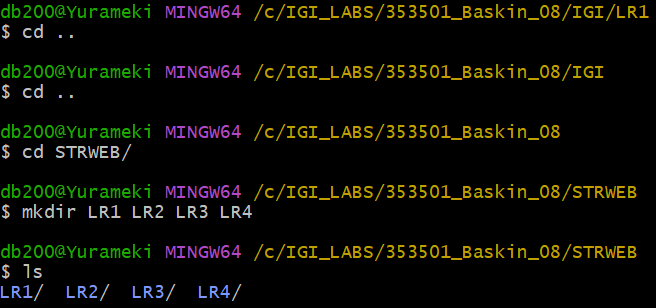 db200@Yurameki MINGW64 /c/IGI_LABS/353501_Baskin_08/IGI/LR1
$ cd ..
db200@Yurameki MINGW64 /c/IGI_LABS/353501_Baskin_08/IGI
$ cd ..
db200@Yurameki MINGW64 /c/IGI_LABS/353501_Baskin_08
$ cd STRWEB/
db200@Yurameki MINGW64 /c/IGI_LABS/353501_Baskin_08/STRWEB
$ mkdir LR1 LR2 LR3 LR4
db200@Yurameki MINGW64 /c/IGI_LABS/353501_Baskin_08/STRWEB
$ ls
LR1/  LR2/  LR3/  LR4/